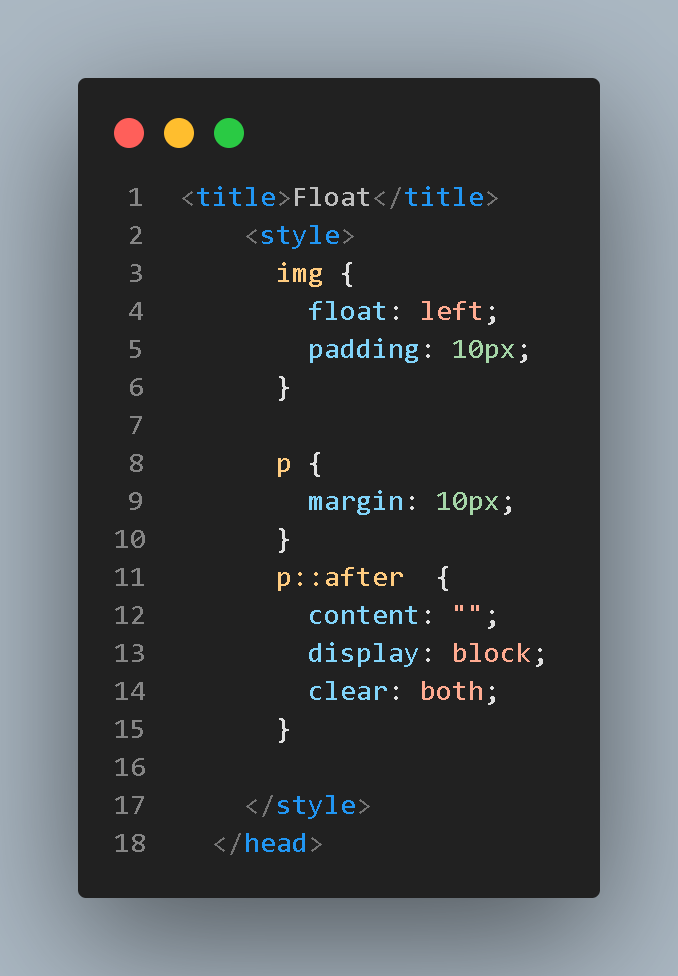 1 <title>Float</title>
2 <style>
3 img {
4 float: left;
5 padding: 10px;
6 }
7
8 p {
9 margin: 10px;
10 }
11 p::after  {
12 content: "";
13 display: block;
14 clear: both;
15 }
16
17 </style>
18 </head>